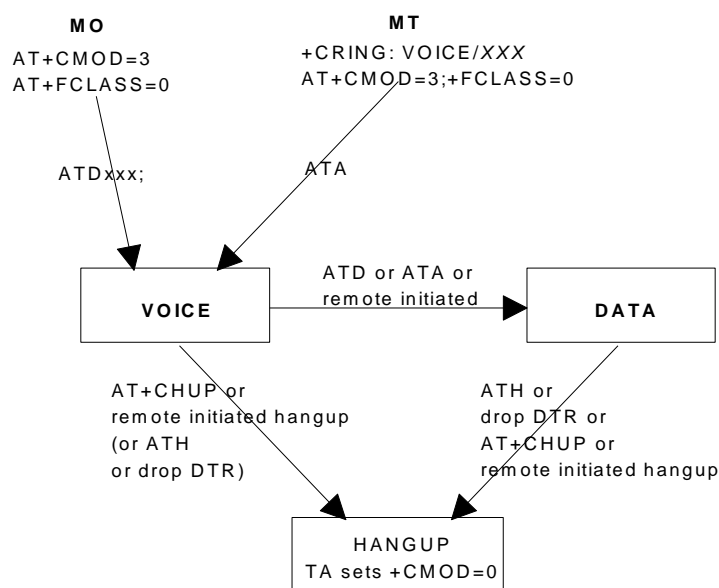 MO
AT+CMOD=3
AT+FCLASS=0
MT
+CRING: VOICE/XXX
AT+CMOD=3;+FCLASS=0
ATDxxx;
ATA
VOICE
ATD or ATA or
remote initiated
DATA
AT+CHUP or
remote initiated hangup
(or ATH
or drop DTR)
ATH or
drop DTR or
AT+CHUP or
remote initiated hangup
HANGUP
TA sets +CMOD=0